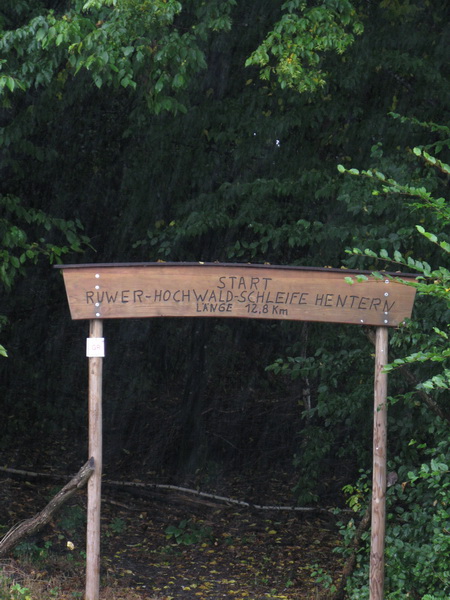 START
RUWER-HOCHWALD-SCHLEIFE HENTERN
LÄNGE 12,8 Km